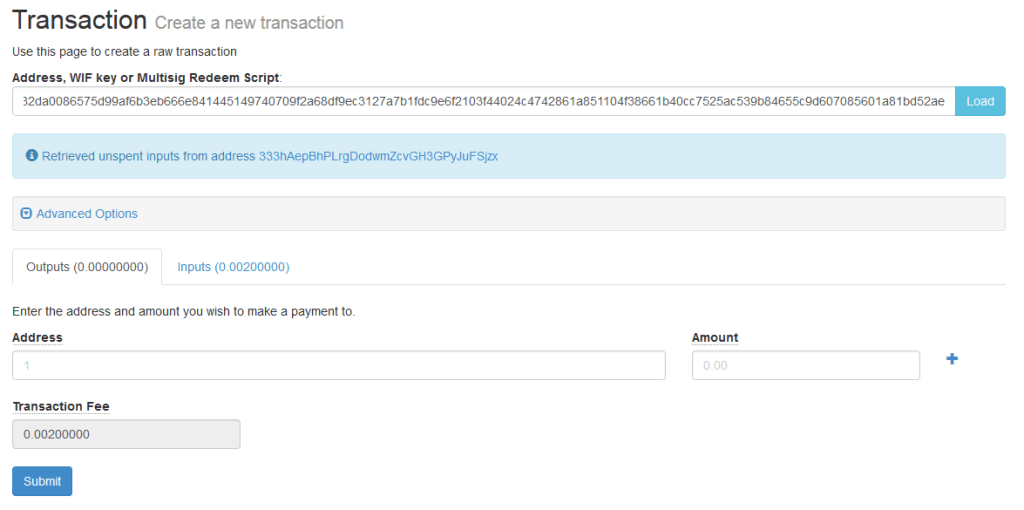 Transaction Create a new transaction
Use this page to create a raw transaction
Address, WIF key or Multisig Redeem Script:
32da0086575d99af6b3eb666e841445149740709f2a68df9ec3127a7b1fdc9e6f2103f44024c4742861a851104f38661b40cc7525ac539b84655c9d607085601a81bd52ae
Load
Retrieved unspent inputs from address 333hAepBhPLrgDodwmZcvGH3GPyJuFSjzx
Advanced Options
Outputs (0.00000000) Inputs (0.00200000)
Enter the address and amount you wish to make a payment to.
Address Amount
1 0.00
Transaction Fee
0.00200000
Submit